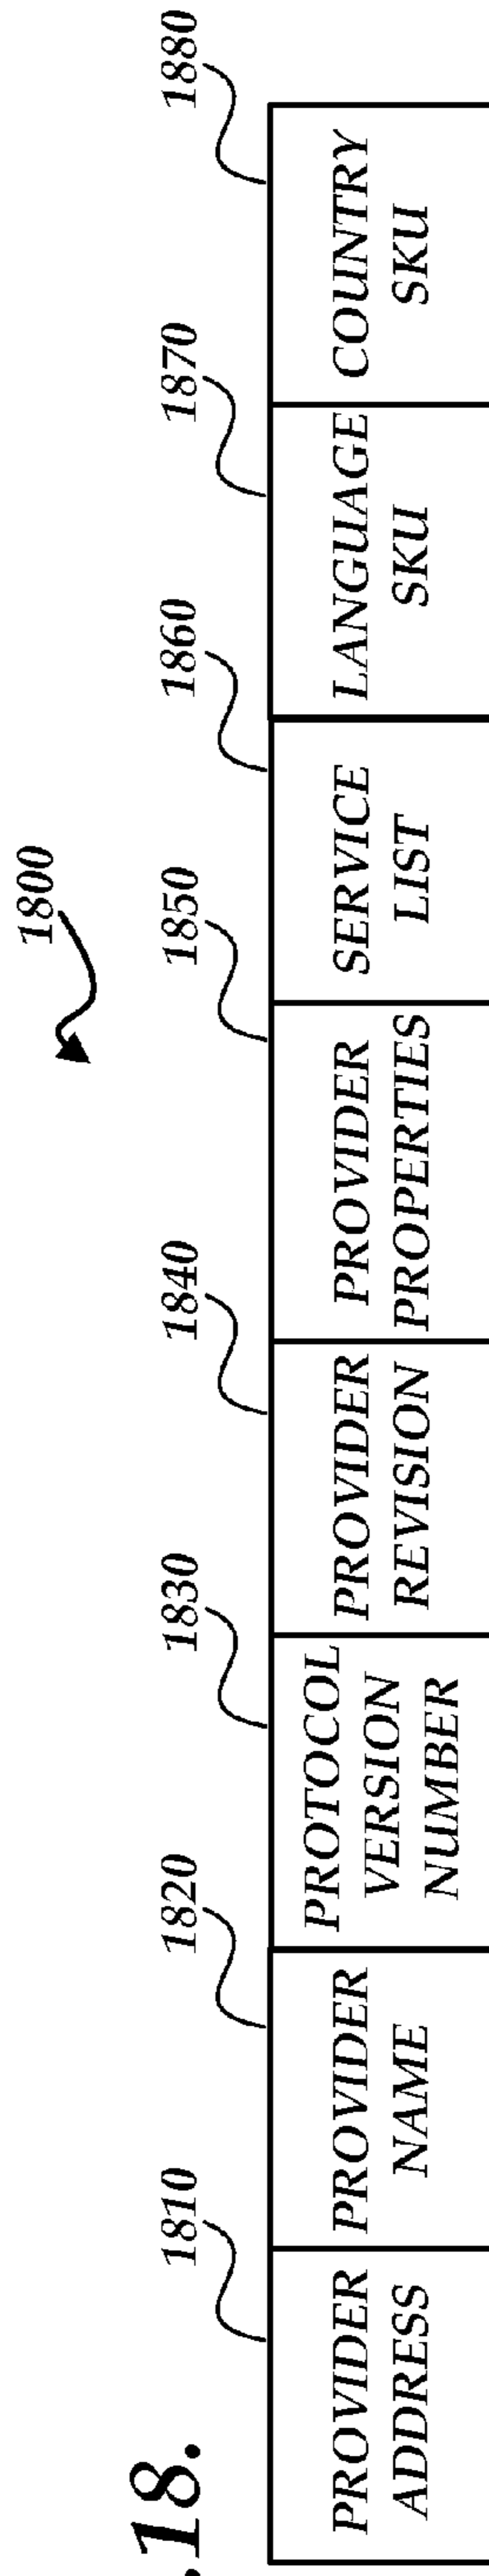 .18.
1800
1810
1820
1830
1840
1850
1860
1870
1880
PROVIDER
ADDRESS
PROVIDER
NAME
PROTOCOL
VERSION
NUMBER
PROVIDER
REVISION
PROVIDER
PROPERTIES
SERVICE
LIST
LANGUAGE
SKU
COUNTRY
SKU